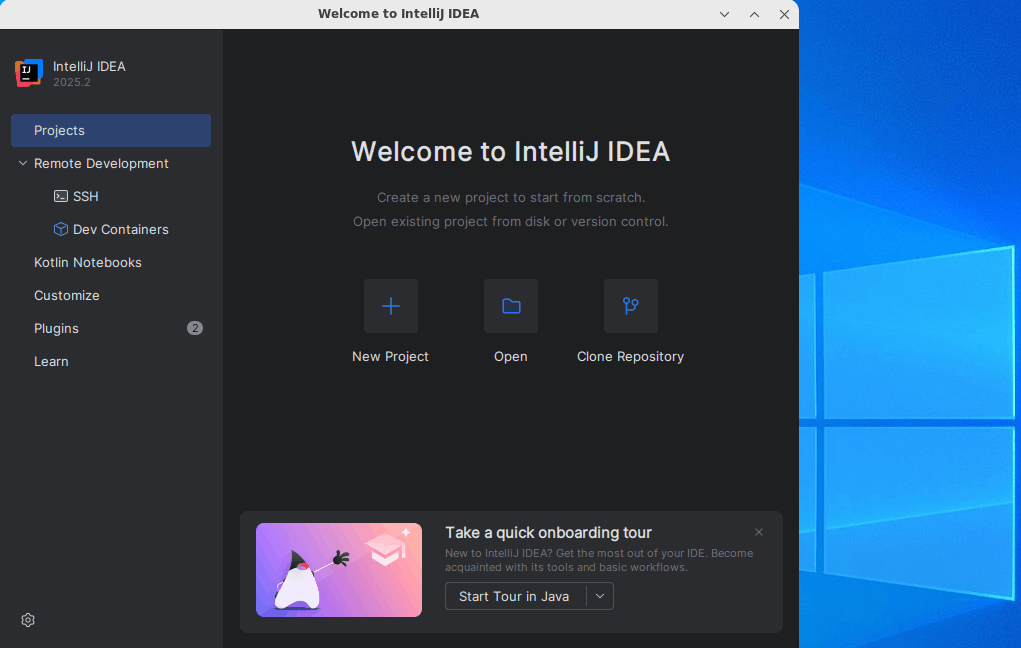 Welcome to IntelliJ IDEA
IJ
IntelliJ IDEA
2025.2
Projects
Remote Development
SSH
Dev Containers
Kotlin Notebooks
Customize
Plugins
2
Learn
Welcome to IntelliJ IDEA
Create a new project to start from scratch.
Open existing project from disk or version control.
New Project
Open
Clone Repository
Take a quick onboarding tour
New to IntelliJ IDEA? Get the most out of your IDE. Become
acquainted with its tools and basic workflows.
Start Tour in Java